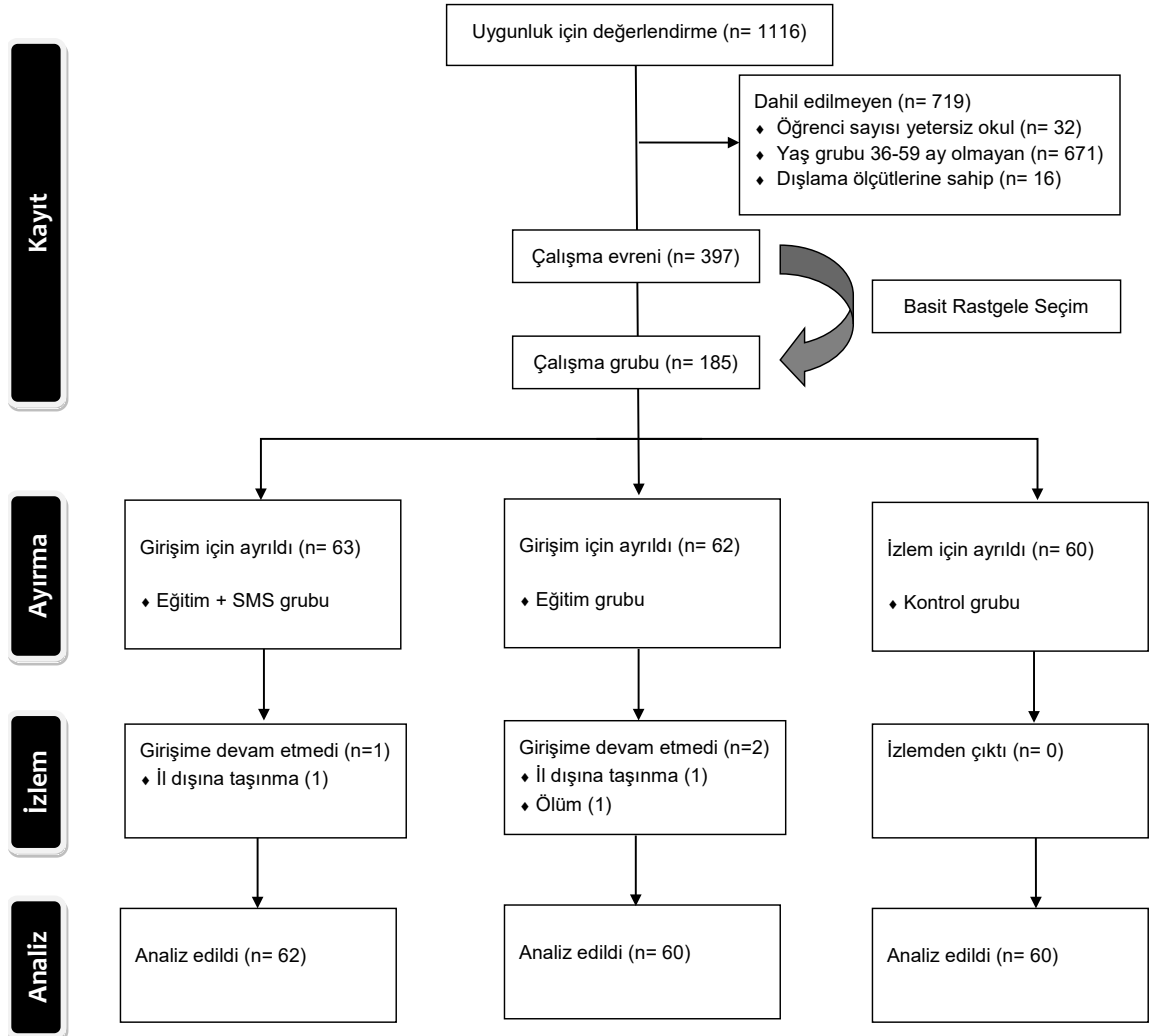 Kayıt
Uygunluk için değerlendirme (n= 1116)
Dahil edilmeyen (n= 719)
♦ Öğrenci sayısı yetersiz okul (n= 32)
♦ Yaş grubu 36-59 ay olmayan (n= 671)
♦ Dışlama ölçütlerine sahip (n= 16)
Çalışma evreni (n= 397)
Basit Rastgele Seçim
Çalışma grubu (n= 185)
Ayırma
Girişim için ayrıldı (n= 63)
♦ Eğitim + SMS grubu
Girişim için ayrıldı (n= 62)
♦ Eğitim grubu
İzlem için ayrıldı (n= 60)
♦ Kontrol grubu
İzlem
Girişime devam etmedi (n=1)
♦ İl dışına taşınma (1)
Girişime devam etmedi (n=2)
♦ İl dışına taşınma (1)
♦ Ölüm (1)
İzlemden çıktı (n= 0)
Analiz
Analiz edildi (n= 62)
Analiz edildi (n= 60)
Analiz edildi (n= 60)